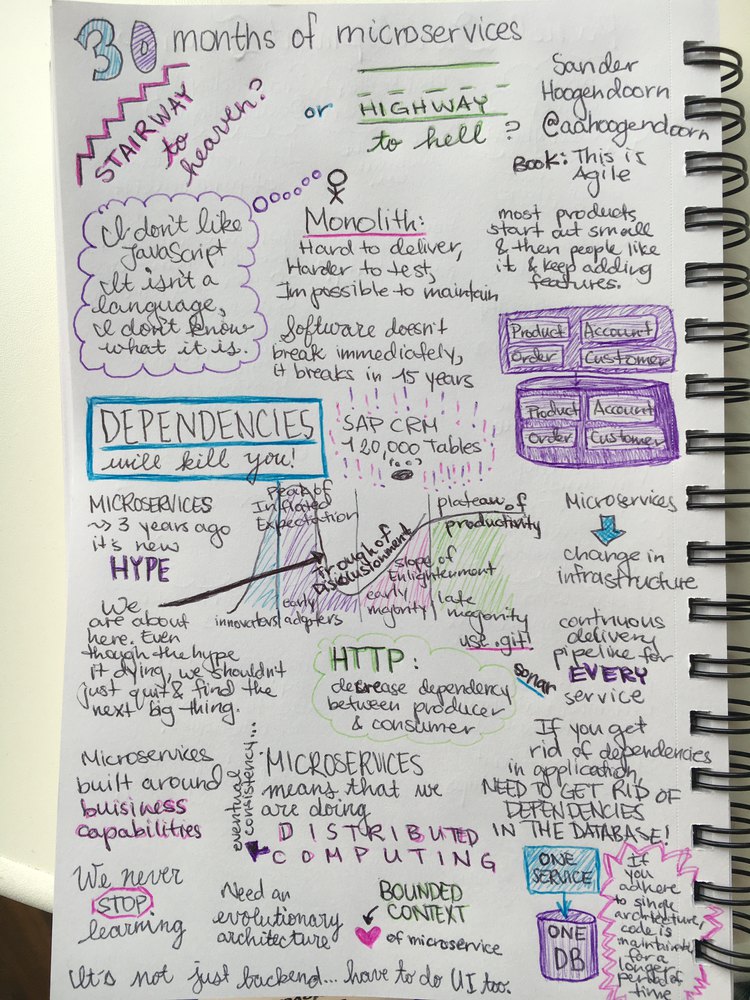 30 months of microservices
STAIRWAY
to
heaven?
or
HIGHWAY
to hell?
Sander
Hoogendoorn
@aahoogendoorn
Book: This is
Agile
I don't like
JavaScript
It isn't a
language,
I don't know
what it is.
Monolith:
Hard to deliver,
Harder to test,
Impossible to maintain
most products
start out small
& then people like
it & keep adding
features.
Software doesn't
break immediately,
it breaks in 15 years
Product Account
Order Customer
Product Account
Order Customer
DEPENDENCIES
will kill you!
SAP CRM
120,000 tables
MICROSERVICES
~> 3 years ago
it's new
HYPE
We
are about
here. Even
though the hype
it dying, we shouldn't
just quit & find the
next big thing.
peak of
Inflated
Expectation
Trough of
Disillusionment
slope of
Enlightenment
plateau of
productivity
innovators
early
adopters
early
majority
late
magority
use .git
Microservices
change in
infrastructure
continuous
delivery
pipeline for
EVERY
service
sonar
HTTP:
decrease dependency
between producer
& consumer
Microservices
built around
buisiness
capabilities
eventual
consistency...
MICROSERVICES
means that we
are doing
DISTRIBUTED
COMPUTING
If you get
rid of dependencies
in application,
NEED TO GET RID OF
DEPENDENCIES
IN THE DATABASE!
We never
STOP
learning
Need an
evolutionary
architecture
BOUNDED
CONTEXT
of microservice
ONE
SERVICE
ONE
DB
If
you
adhere
to single
architecture,
code is
for a
longer
period of
time
It's not just backend... have to do UI too.